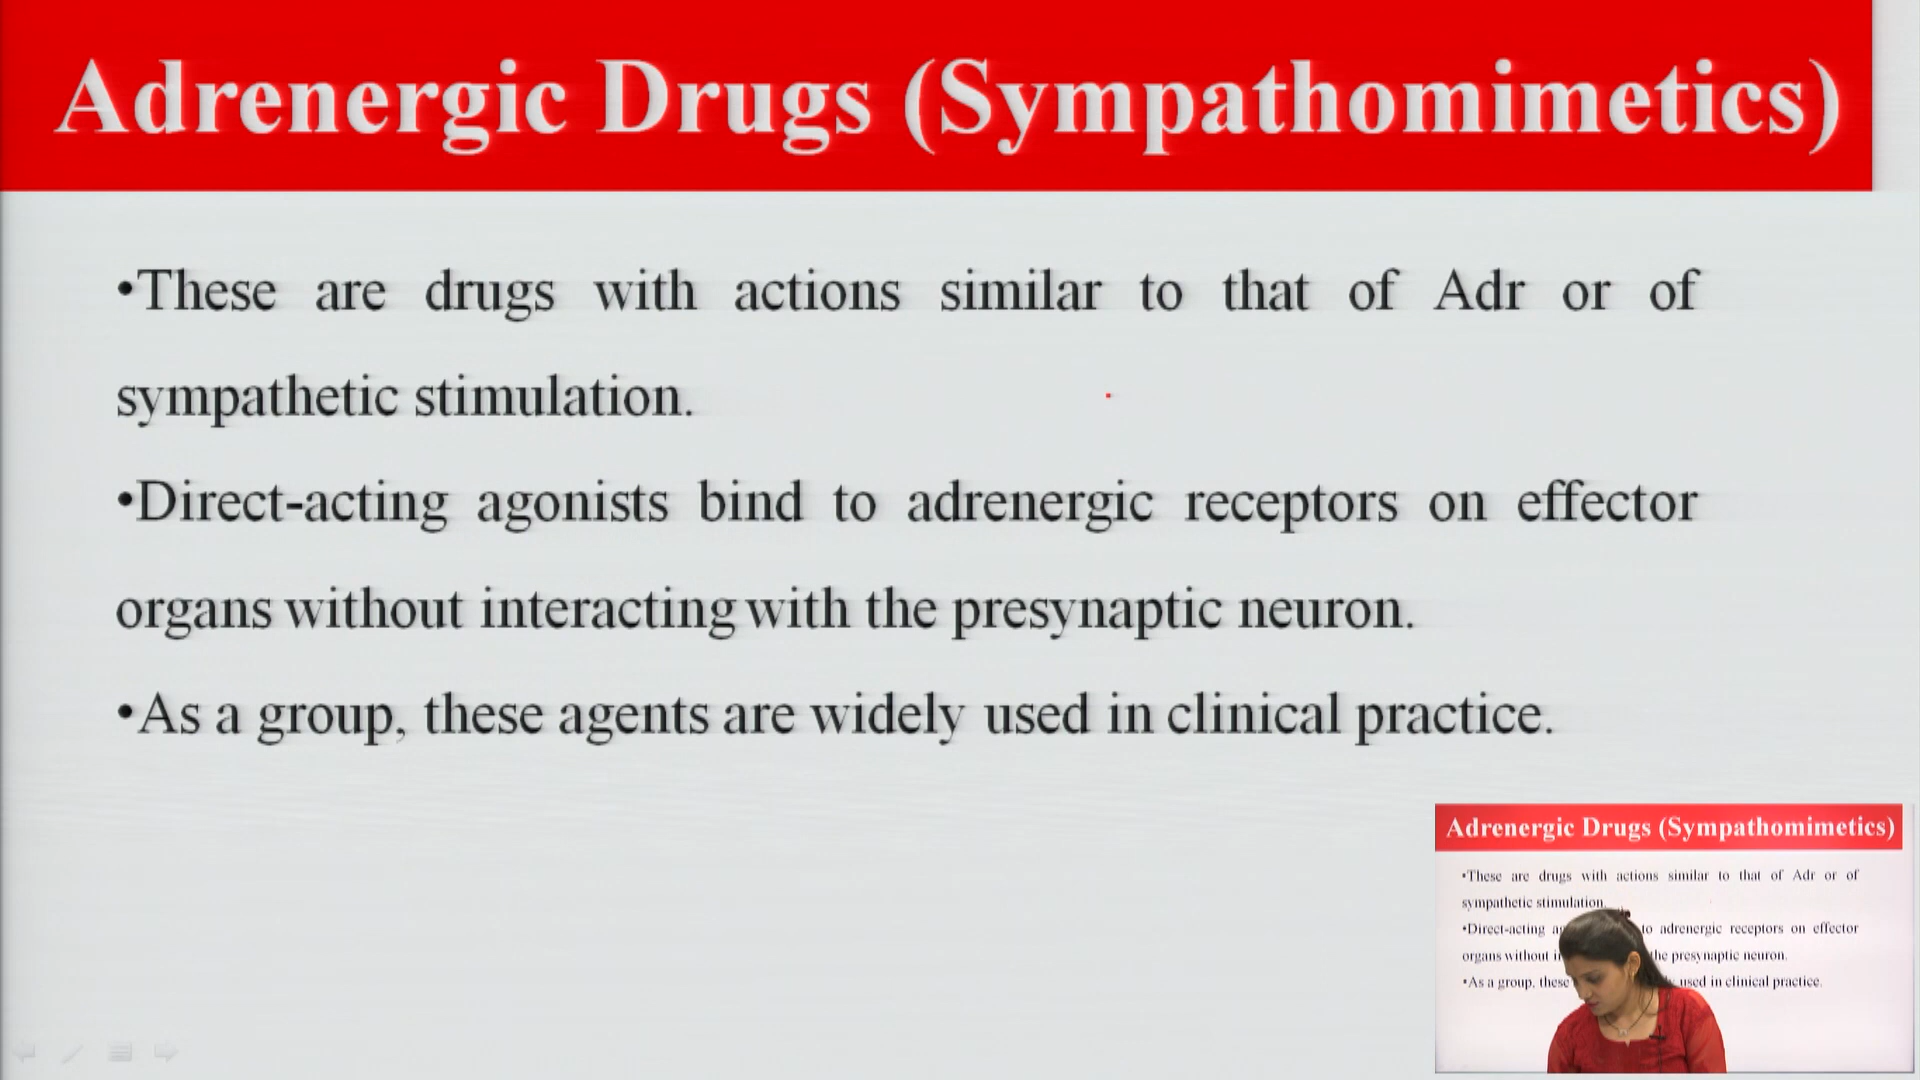 Adrenergic Drugs (Sympathomimetics)
•These are drugs with actions similar to that of Adr or of
sympathetic stimulation.
•Direct-acting agonists bind to adrenergic receptors on effector
organs without interacting with the presynaptic neuron.
•As a group, these agents are widely used in clinical practice.
Adrenergic Drugs (Sympathomimetics)
•These are drugs with actions similar to that of Adr or of
sympathetic stimulation.
•Direct-acting to adrenergic receptors on effector
organs without the presynaptic neuron.
•As a group, these used in clinical practice.